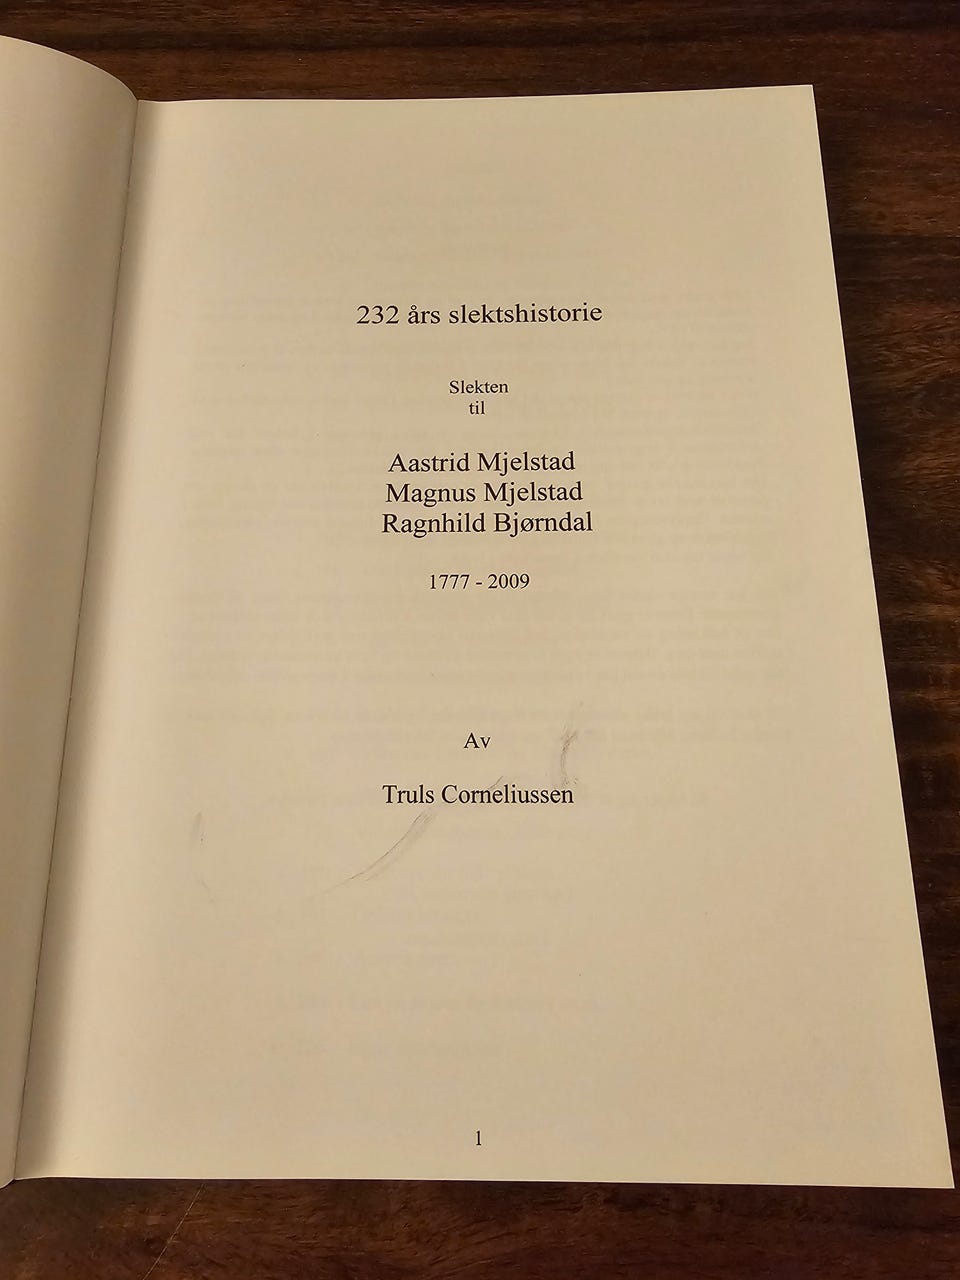 232 års slektshistorie
Slekten
til
Aastrid Mjelstad
Magnus Mjelstad
Ragnhild Bjørndal
1777 - 2009
Av
Truls Corneliussen
1